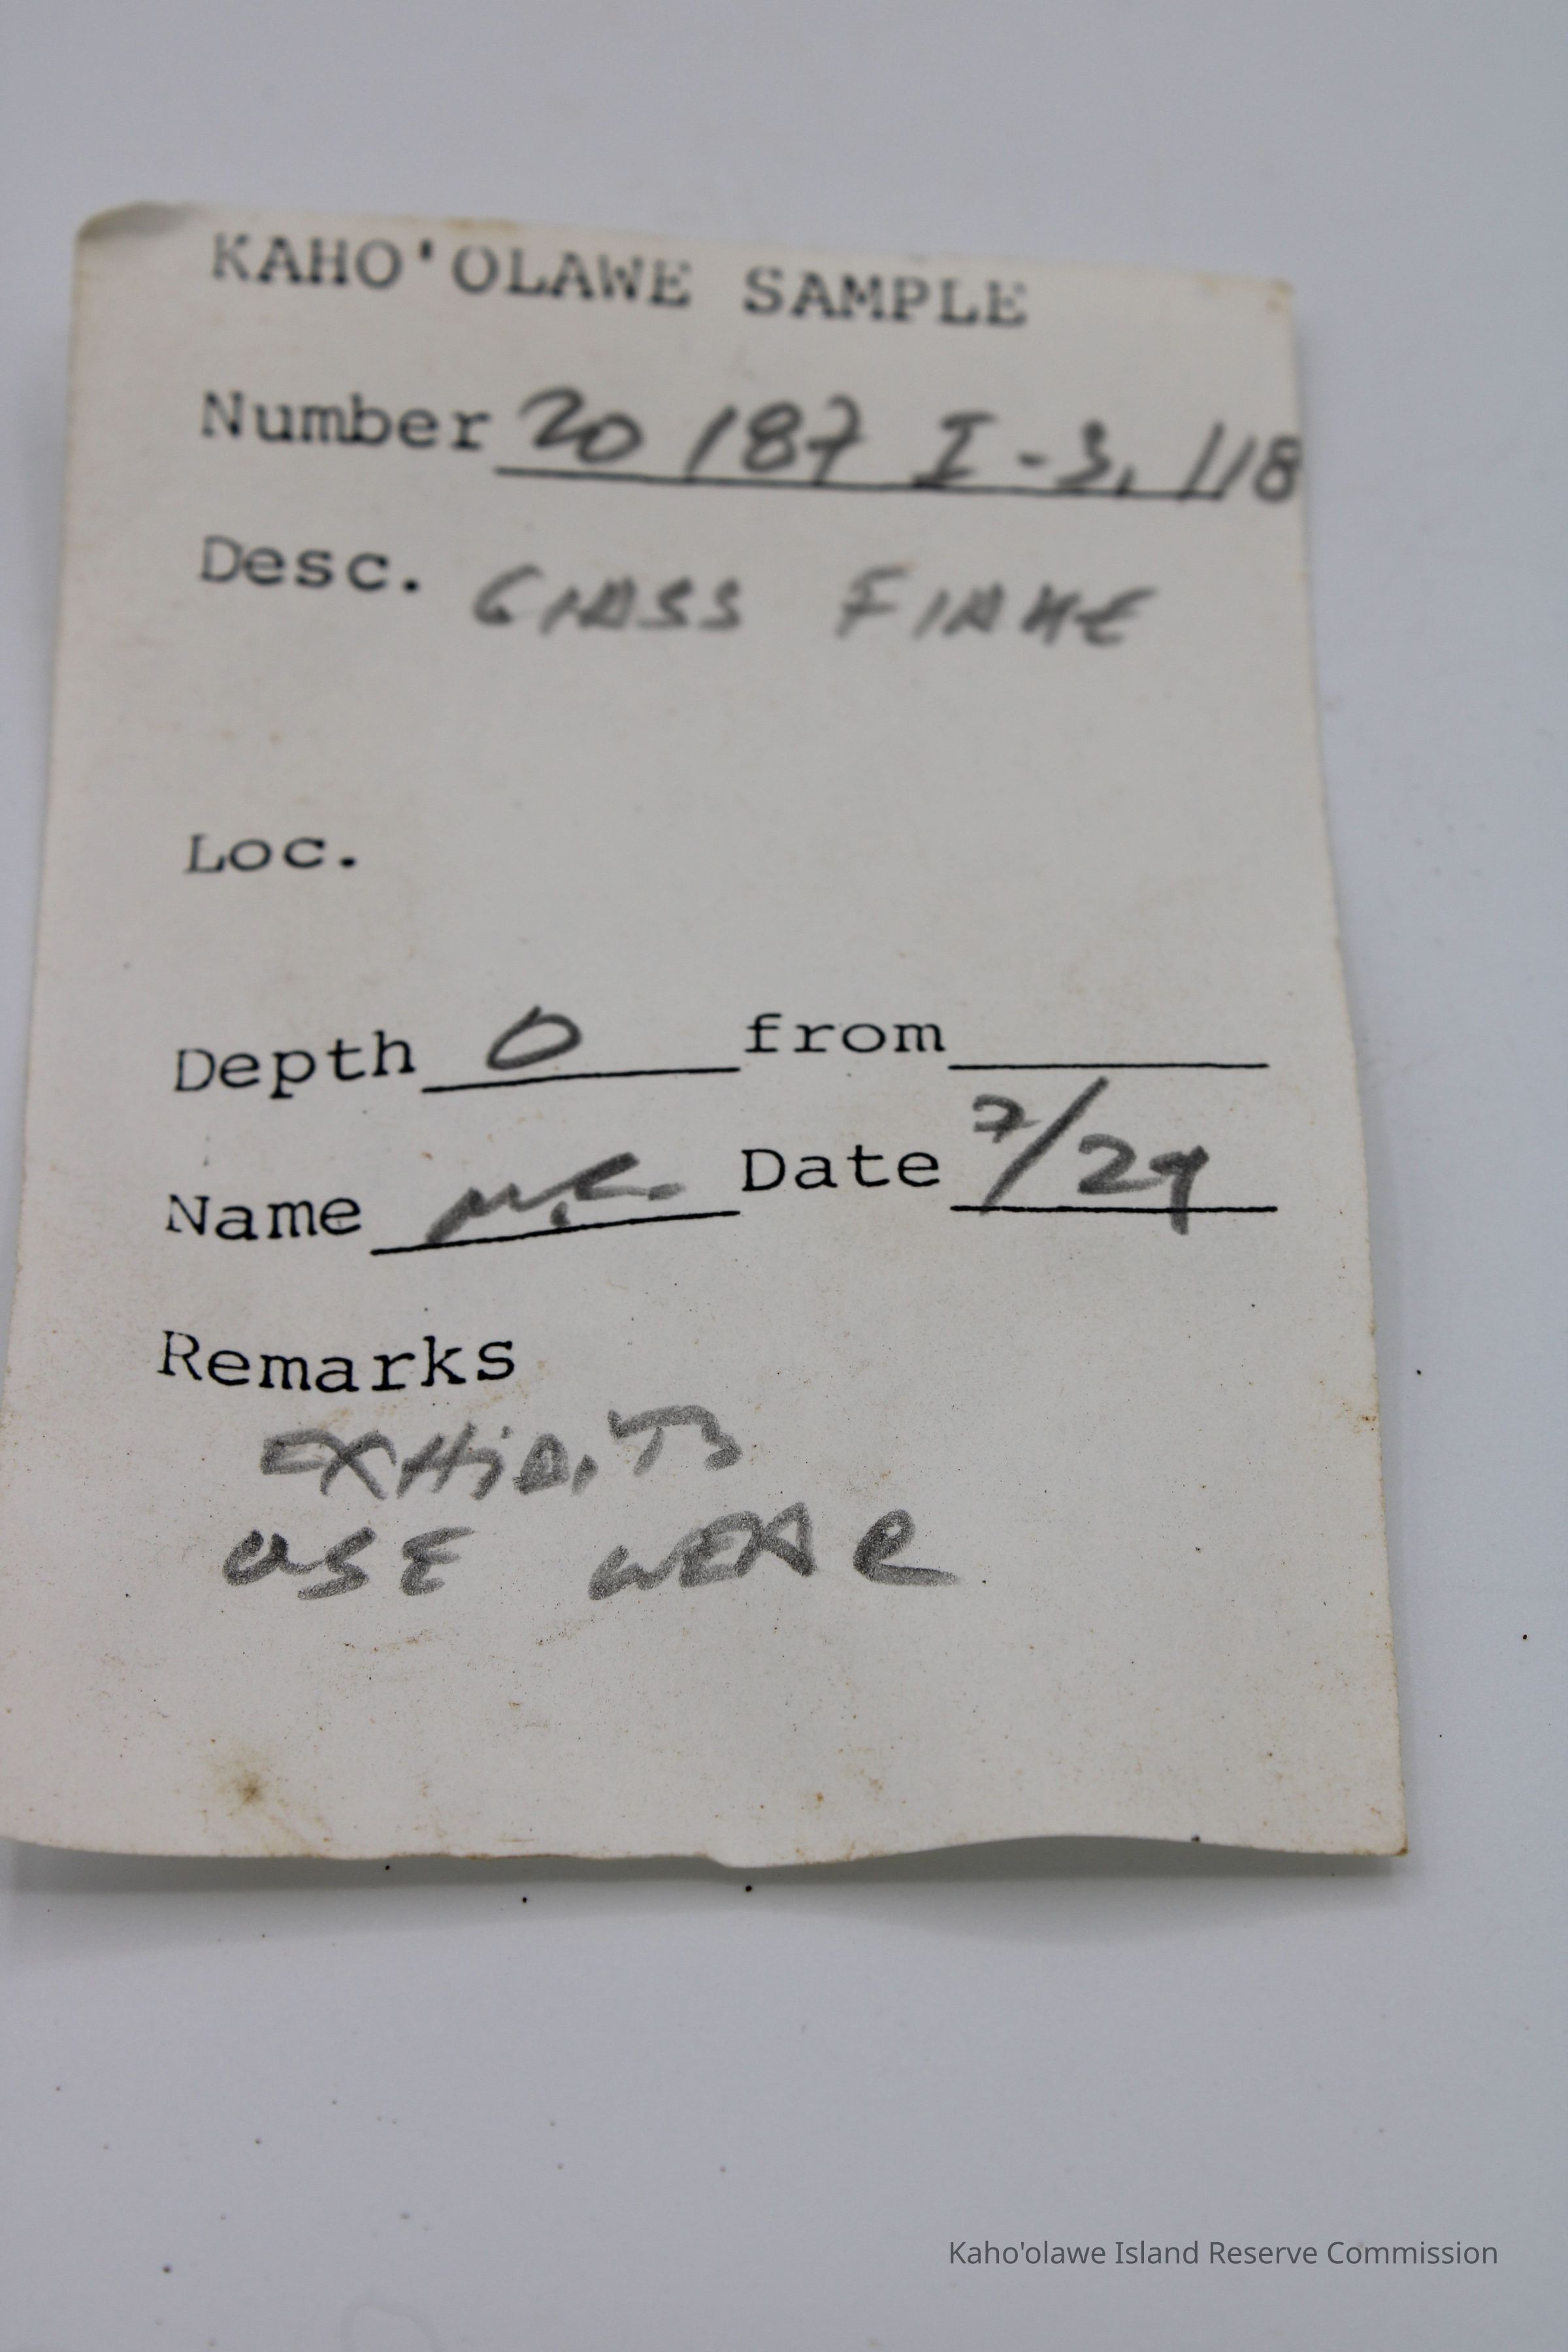 KAHO'OLAWE SAMPLE
Number 20 187 I-3, 118
Desc. GLASS FLAKE
Loc.
Depth 0 from
Name M.C. Date 7/24
Remarks
EXHIBITS
USE WEAR
Kaho'olawe Island Reserve Commission